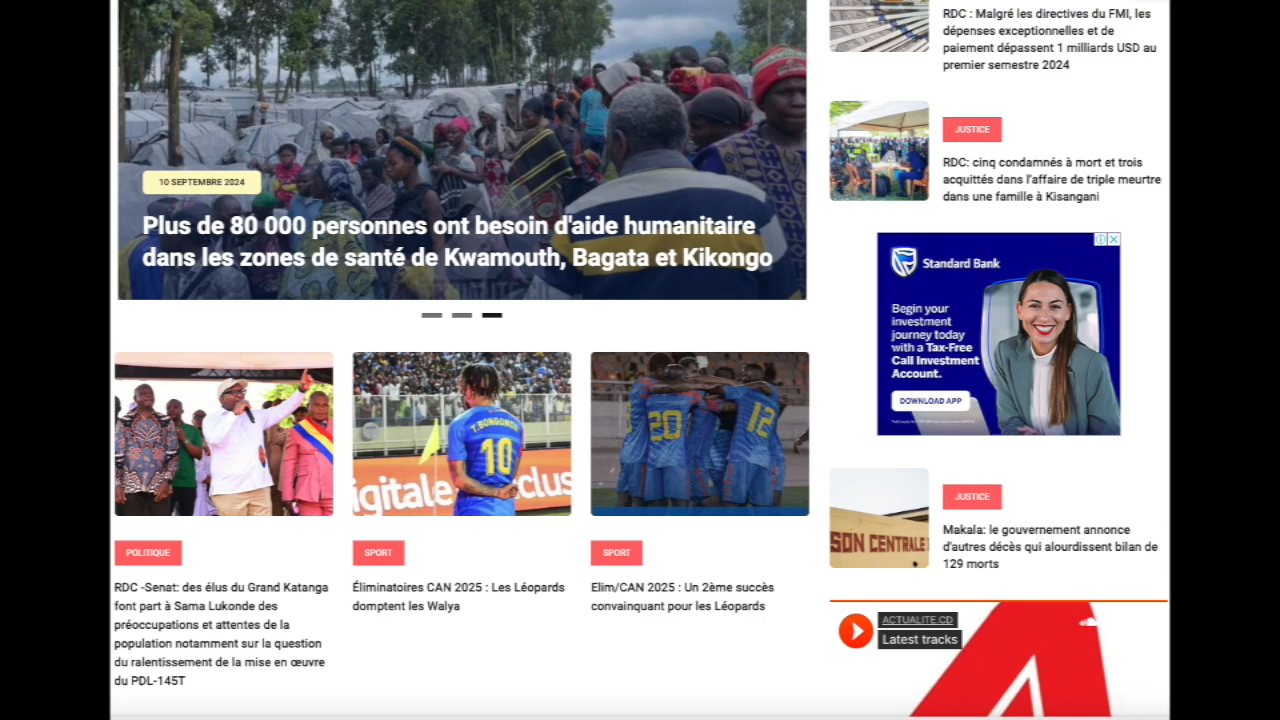 10 SEPTEMBRE 2024
Plus de 80 000 personnes ont besoin d'aide humanitaire
dans les zones de santé de Kwamouth, Bagata et Kikongo
20
12
T.BONGONDA
10
igitale
clus
POLITIQUE
RDC -Senat: des élus du Grand Katanga
font part à Sama Lukonde des
préoccupations et attentes de la
population notamment sur la question
du ralentissement de la mise en œuvre
du PDL-145T
SPORT
Éliminatoires CAN 2025 : Les Léopards
domptent les Walya
SPORT
Elim/CAN 2025 : Un 2ème succès
convainquant pour les Léopards
RDC : Malgré les directives du FMI, les
dépenses exceptionnelles et de
paiement dépassent 1 milliards USD au
premier semestre 2024
JUSTICE
RDC: cinq condamnés à mort et trois
acquittés dans l'affaire de triple meurtre
dans une famille à Kisangani
Standard Bank
Begin your
investment
journey today
with a Tax-Free
Call Investment
Account.
DOWNLOAD APP
SON CENTRALE
JUSTICE
Makala: le gouvernement annonce
d'autres décès qui alourdissent bilan de
129 morts
ACTUALITE.CD
Latest tracks